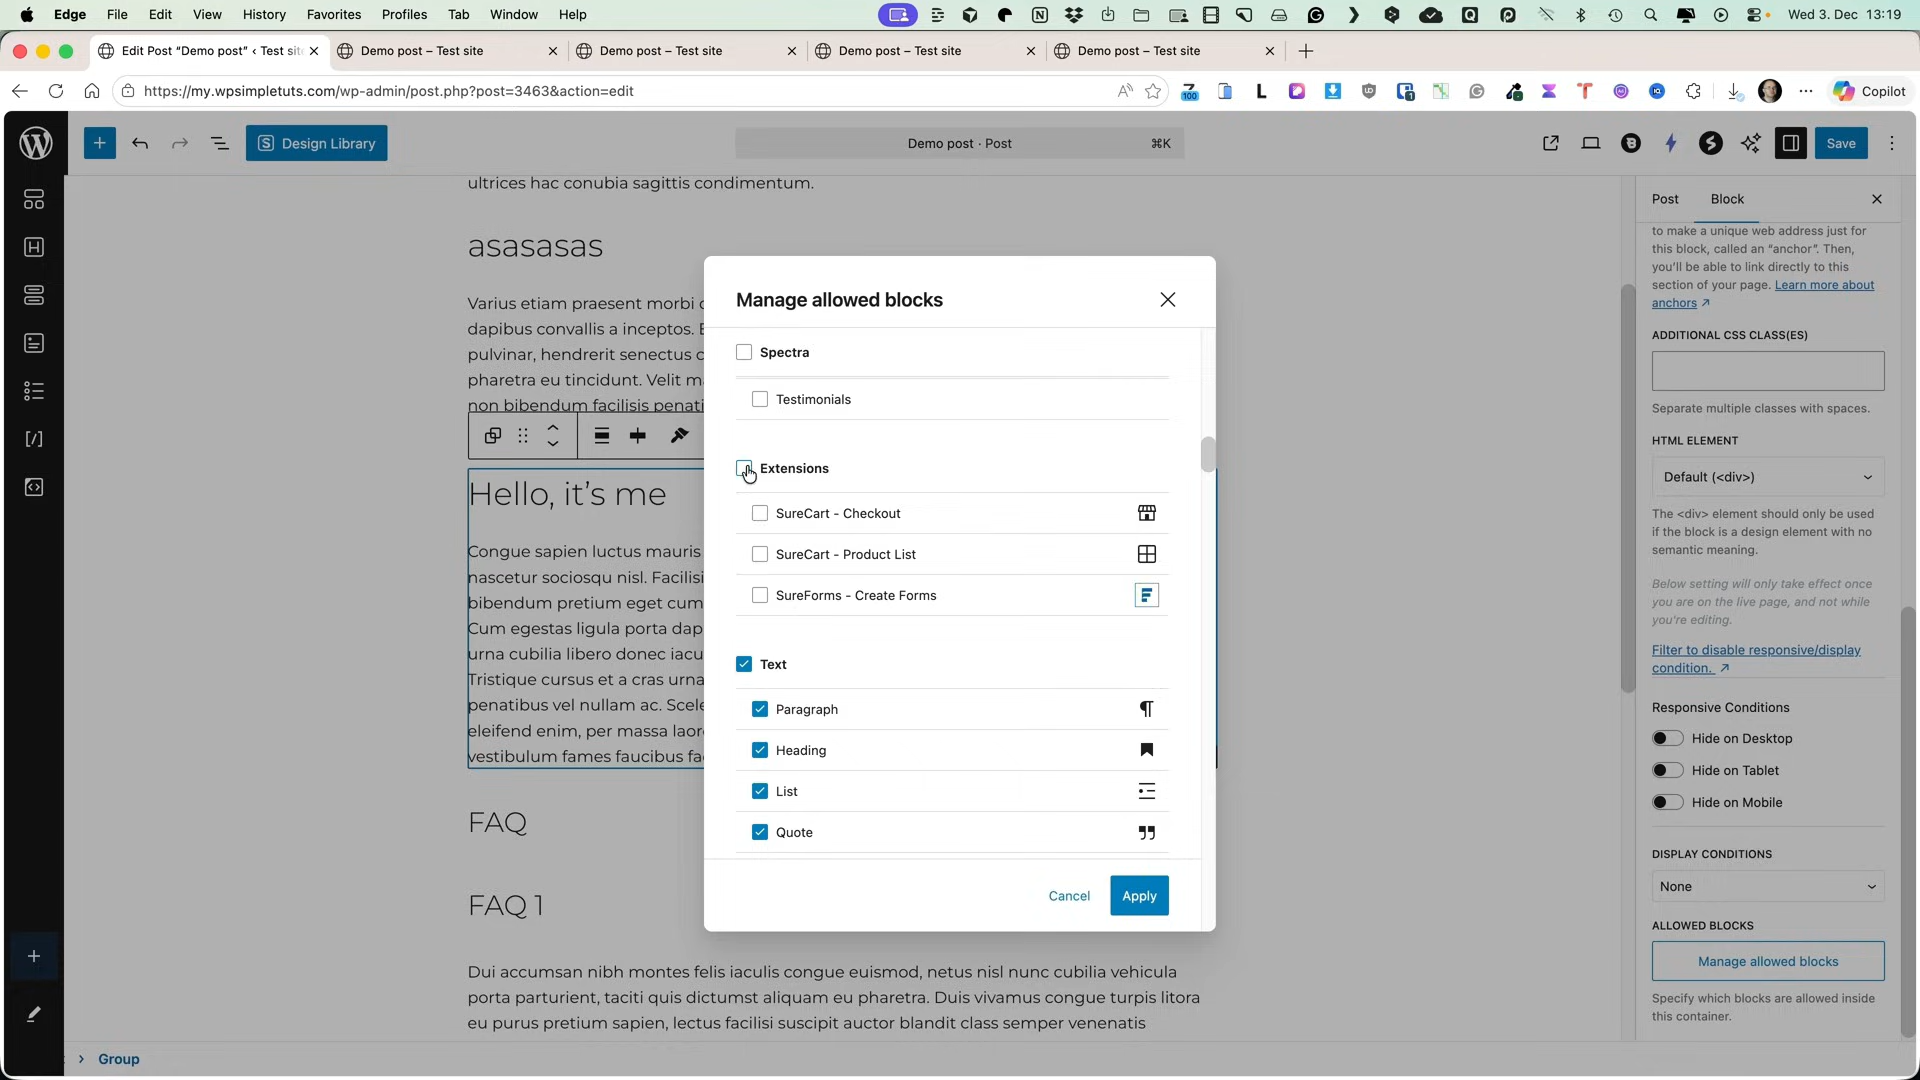 Edge File Edit View History Favorites Profiles Tab Window Help
Wed 3. Dec 13:19
Edit Post “Demo post” ‹ Test sit
Demo post – Test site
Demo post – Test site
Demo post – Test site
Demo post – Test site
https://my.wpsimpletuts.com/wp-admin/post.php?post=3463&action=edit
Copilot
Design Library
Demo post · Post
⌘K
Save
ultrices hac conubia sagittis condimentum.
asasasas
Varius etiam praesent morbi
dapibus convallis a inceptos.
pulvinar, hendrerit senectus
pharetra eu tincidunt. Velit
non bibendum facilisis
Hello, it’s me
Congue sapien luctus mauris
nascetur sociosqu nisl.
bibendum pretium eget cum
Cum egestas ligula porta
urna cubilia libero donec
Tristique cursus et a cras urna
penatibus vel nullam ac.
eleifend enim, per massa
vestibulum fames faucibus
FAQ
FAQ 1
Dui accumsan nibh montes felis iaculis congue euismod, netus nisl nunc cubilia vehicula
porta parturient, taciti quis dictumst aliquam eu pharetra. Duis vivamus congue turpis litora
eu purus pretium sapien, lectus facilisi suscipit auctor blandit class semper venenatis
Group
Manage allowed blocks
Spectra
Testimonials
Extensions
SureCart - Checkout
SureCart - Product List
SureForms - Create Forms
Text
Paragraph
Heading
List
Quote
Cancel
Apply
Post
Block
to make a unique web address just for
this block, called an “anchor”. Then,
you’ll be able to link directly to this
section of your page. Learn more about
anchors ↗
ADDITIONAL CSS CLASS(ES)
Separate multiple classes with spaces.
HTML ELEMENT
Default (<div>)
The <div> element should only be used
if the block is a design element with no
semantic meaning.
Below setting will only take effect once
you are on the live page, and not while
you’re editing.
Filter to disable responsive/display
condition. ↗
Responsive Conditions
Hide on Desktop
Hide on Tablet
Hide on Mobile
DISPLAY CONDITIONS
None
ALLOWED BLOCKS
Manage allowed blocks
Specify which blocks are allowed inside
this container.